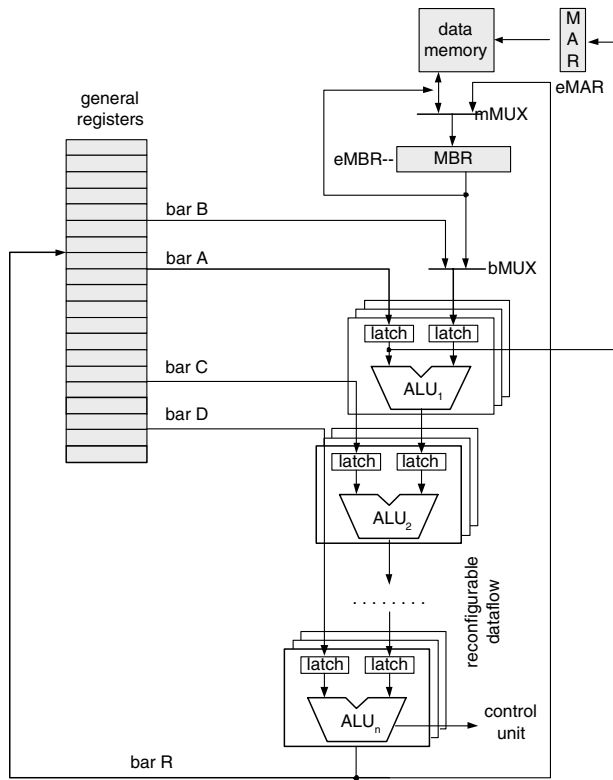 data
memory
M
A
R
eMAR
general
registers
mMUX
eMBR--
MBR
bar B
bar A
bMUX
latch
latch
ALU1
bar C
bar D
latch
latch
ALU2
........
reconfigurable
dataflow
latch
latch
ALUn
control
unit
bar R